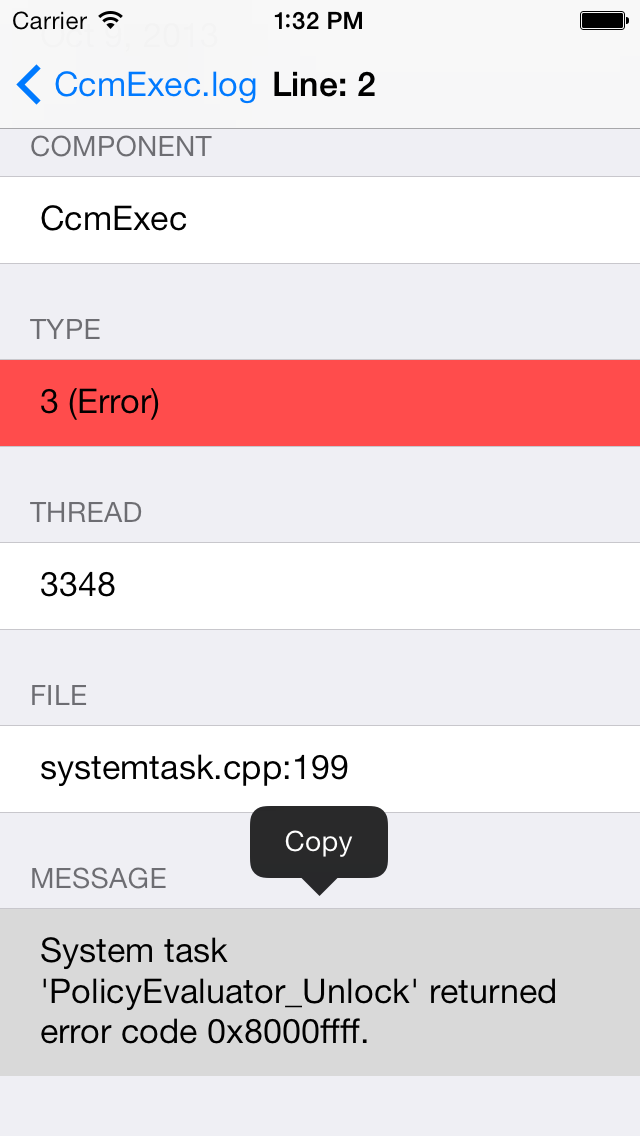 Carrier 1:32 PM
Oct 9, 2013
CcmExec.log Line: 2
COMPONENT
CcmExec
TYPE
3 (Error)
THREAD
3348
FILE
systemtask.cpp:199
Copy
MESSAGE
System task
'PolicyEvaluator_Unlock' returned
error code 0x8000ffff.